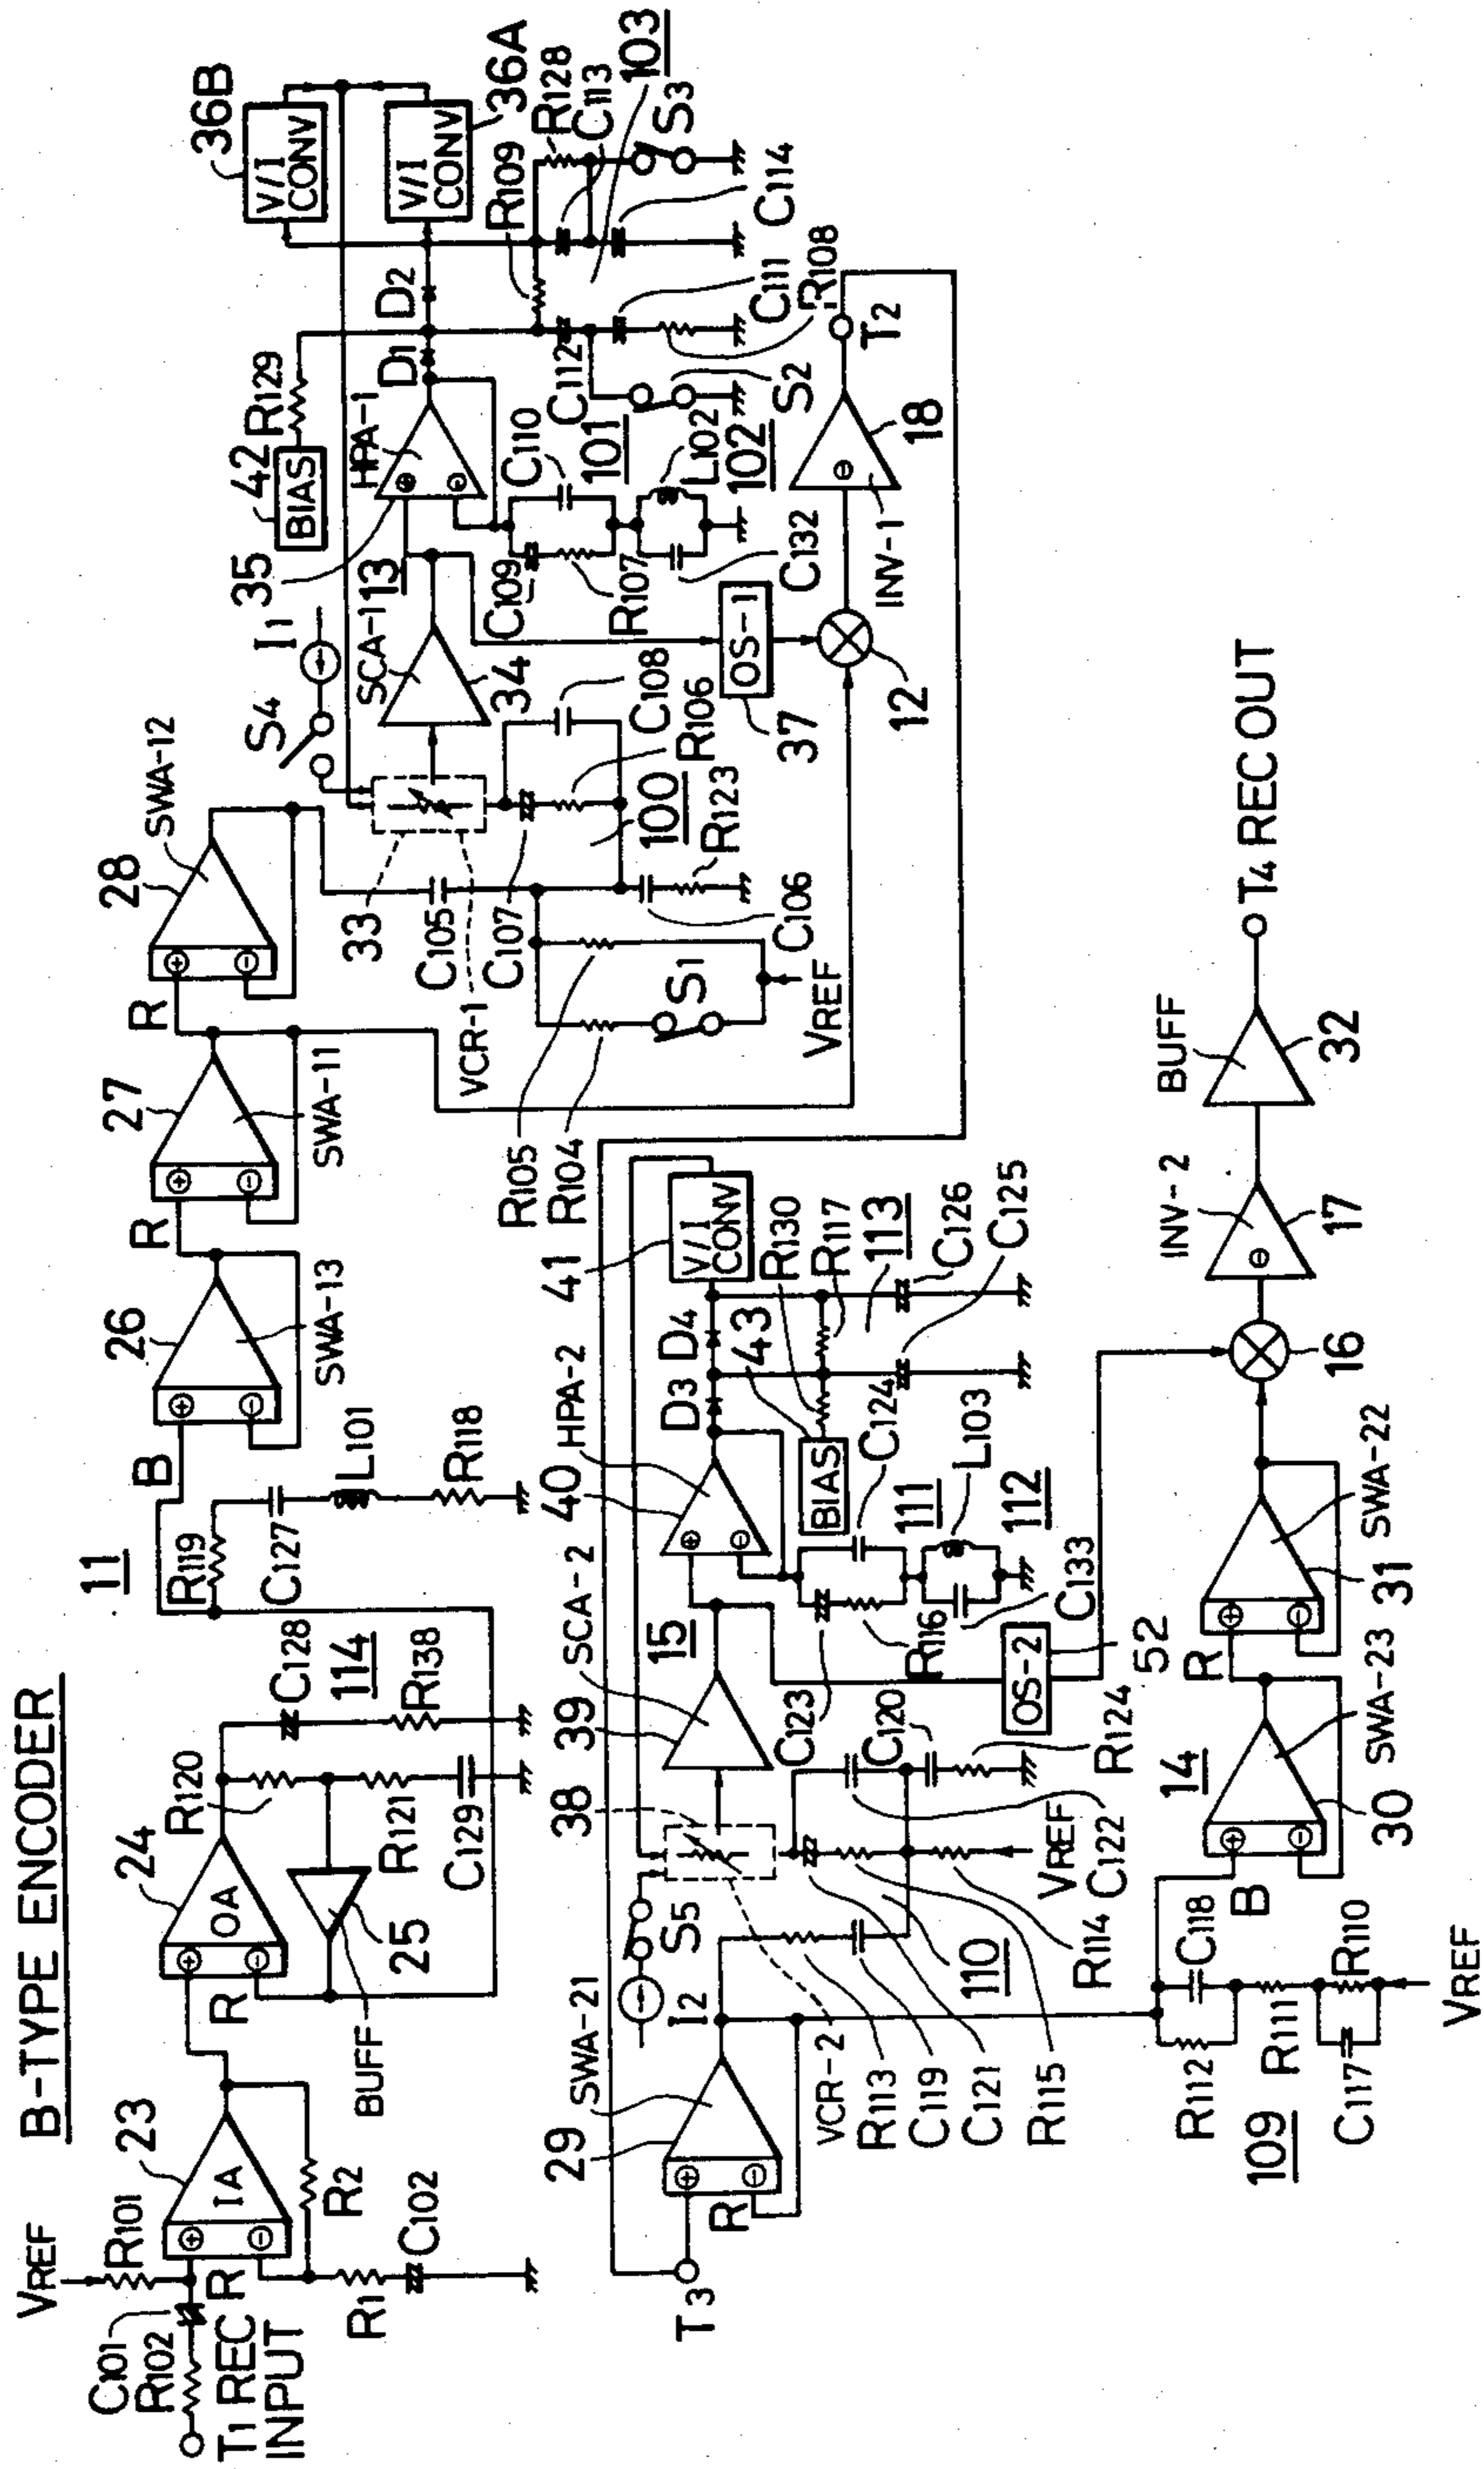 B-TYPE ENCODER
VREF
R101
C101
R102
T1 REC
INPUT
R
23
IA
R2
R1
C102
24
OA
R
25
BUFF
R120
R121
C129
C128
114
R138
11
R119
C127
L101
R118
B
26
SWA-13
R
27
SWA-11
R
28
SWA-12
S4
I1
33
VCR-1
C105
C107
R105
R104
S1
VREF
C106
R123
100
R106
C108
SCA-1
34
13
35
HPA-1
42
BIAS
R129
D1
D2
36B
V/I
CONV
V/I
CONV
36A
C109
R107
C110
101
L102
102
C132
C112
S2
C111
R108
R109
R128
C113
103
S3
C114
OS-1
37
12
INV-1
18
T2
T3
29
SWA-21
R
I2
S5
38
VCR-2
R113
C119
C121
R115
110
R114
VREF
C122
R124
C120
39
SCA-2
15
C123
R116
40
HPA-2
D3
D4
43
BIAS
C124
111
L103
112
C133
41
V/I
CONV
R130
R117
113
C126
C125
OS-2
52
109
R112
C118
R111
C117
R110
VREF
B
14
30
SWA-23
R
31
SWA-22
16
INV-2
17
BUFF
32
T4 REC OUT